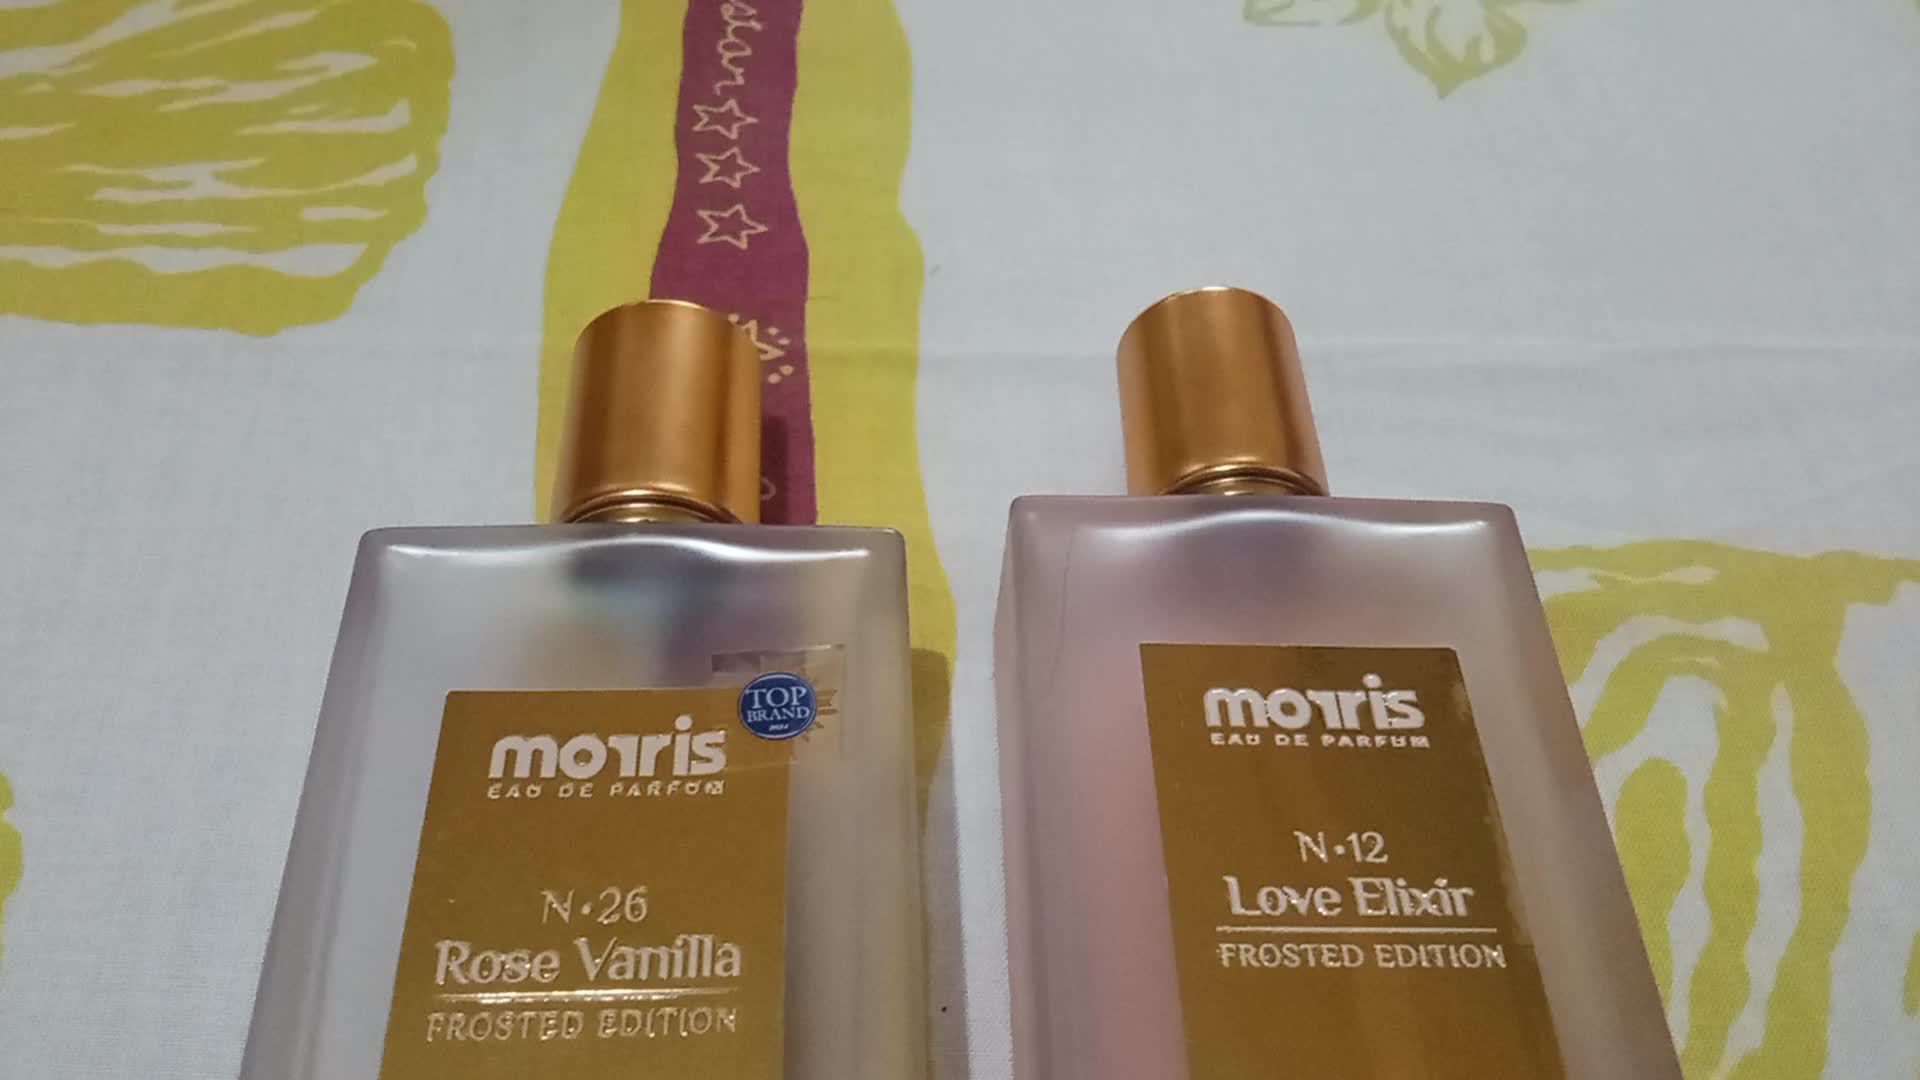 star
morris
EAU DE PARFUM
TOP
BRAND
N•26
Rose Vanilla
FROSTED EDITION
morris
EAU DE PARFUM
N•12
Love Elixir
FROSTED EDITION